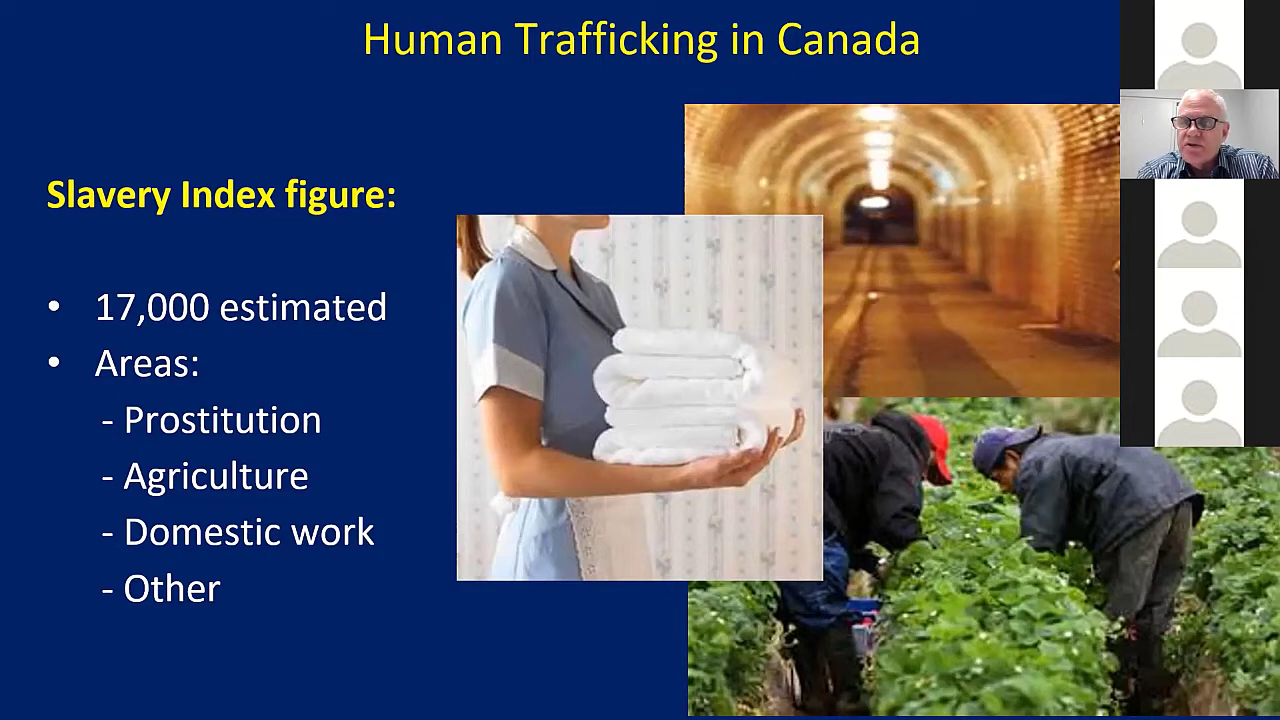 Human Trafficking in Canada
Slavery Index figure:
• 17,000 estimated
• Areas:
- Prostitution
- Agriculture
- Domestic work
- Other